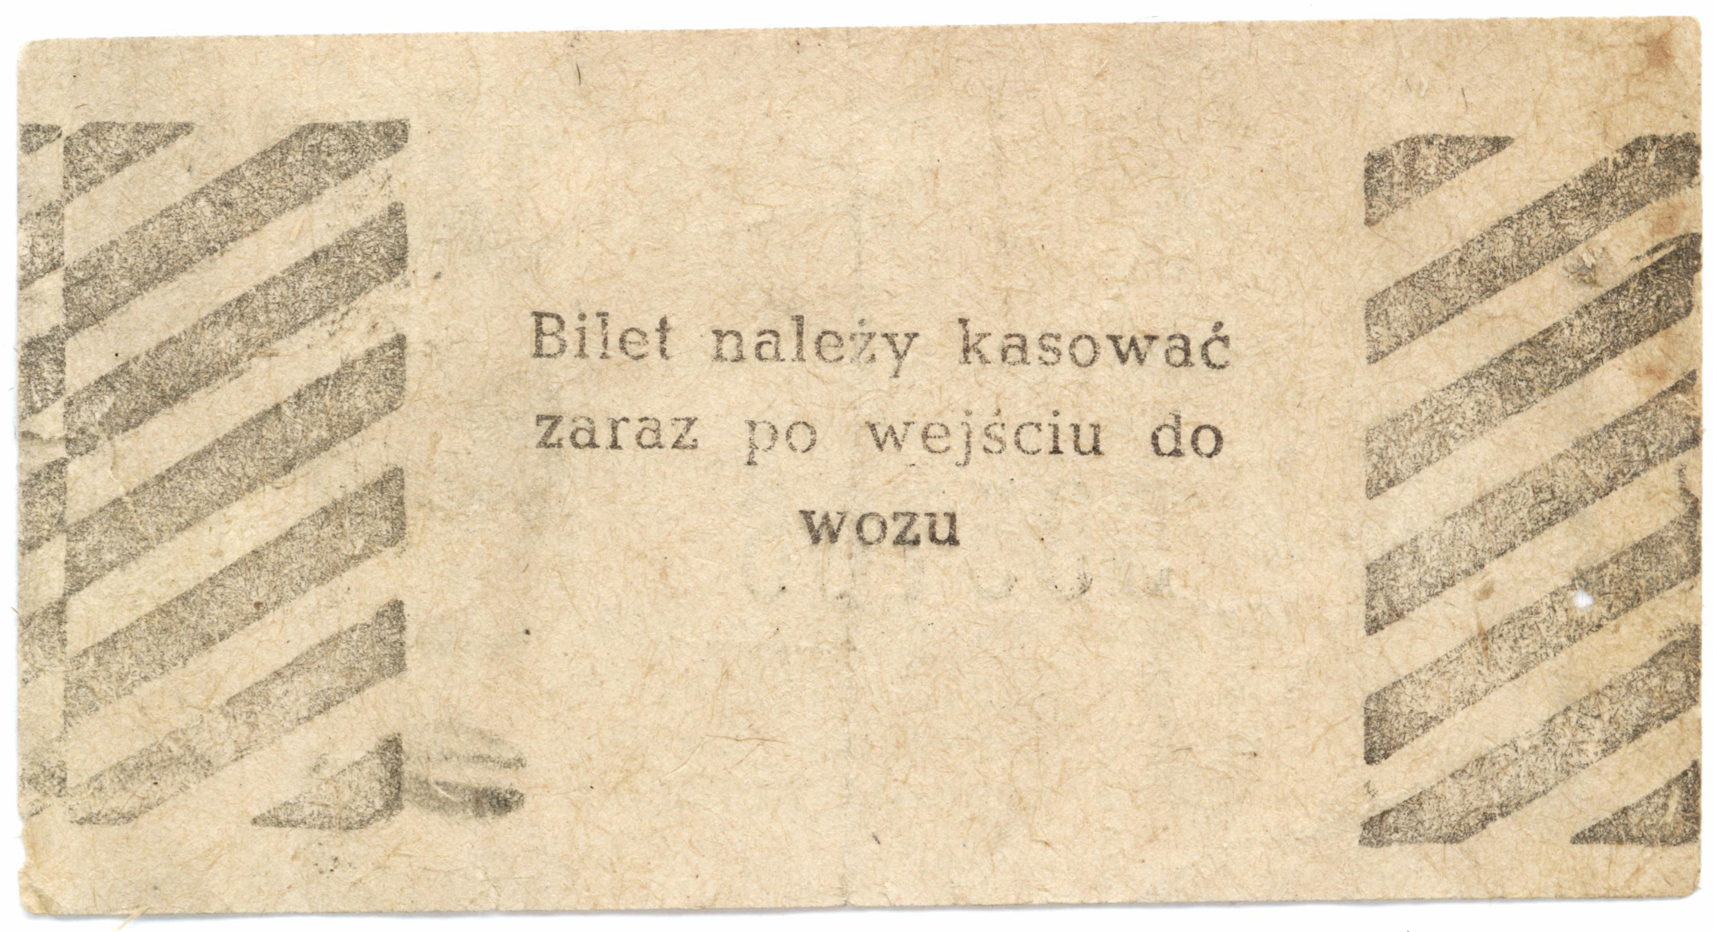 Bilet należy kasować
zaraz po wejściu do
wozu